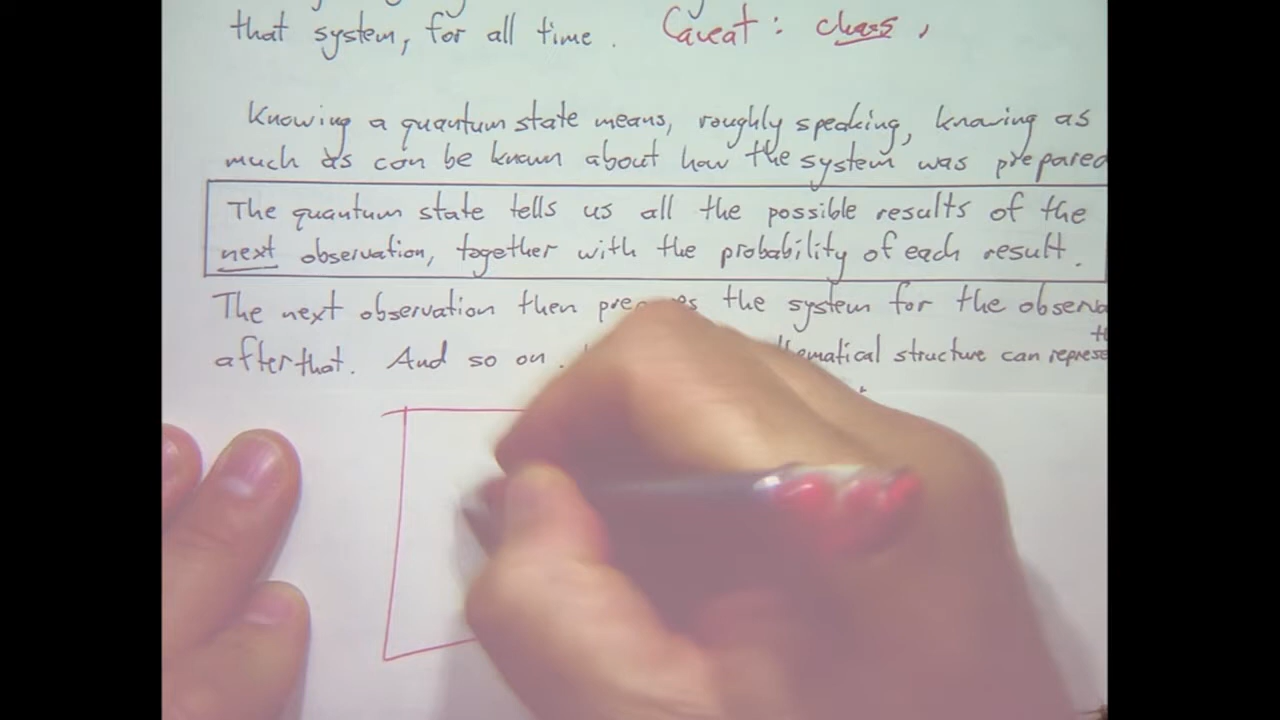 that system, for all time. Caveat: chaos,
Knowing a quantum state means, roughly speaking, knowing as
much as can be known about how the system was prepared
The quantum state tells us all the possible results of the
next observation, together with the probability of each result.
The next observation then the system for the
after that. And so on. structure can